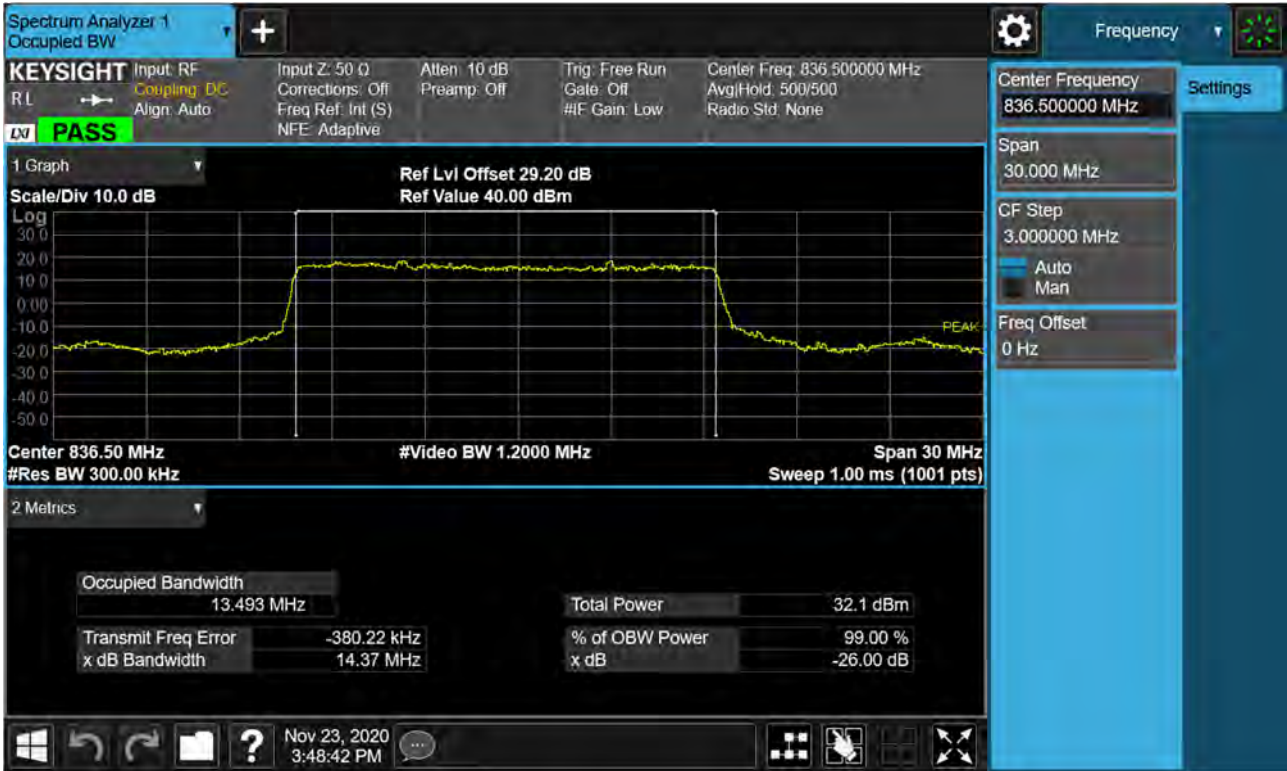 Spectrum Analyzer 1
Occupied BW
Frequency
KEYSIGHT
R L
LXI
PASS
Input: RF
Coupling: DC
Align: Auto
Input Z: 50 Ω
Corrections: Off
Freq Ref: Int (S)
NFE: Adaptive
Atten: 10 dB
Preamp: Off
Trig: Free Run
Gate: Off
#IF Gain: Low
Center Freq: 836.500000 MHz
Avg|Hold: 500/500
Radio Std: None
Center Frequency
836.500000 MHz
Settings
Span
30.000 MHz
CF Step
3.000000 MHz
Auto
Man
Freq Offset
0 Hz
1 Graph
Scale/Div 10.0 dB
Ref Lvl Offset 29.20 dB
Ref Value 40.00 dBm
Log
30.0
20.0
10.0
0.00
-10.0
-20.0
-30.0
-40.0
-50.0
PEAK
Center 836.50 MHz
#Video BW 1.2000 MHz
Span 30 MHz
#Res BW 300.00 kHz
Sweep 1.00 ms (1001 pts)
2 Metrics
Occupied Bandwidth
13.493 MHz
Total Power 32.1 dBm
Transmit Freq Error -380.22 kHz
% of OBW Power 99.00 %
x dB Bandwidth 14.37 MHz
x dB -26.00 dB
?
Nov 23, 2020
3:48:42 PM